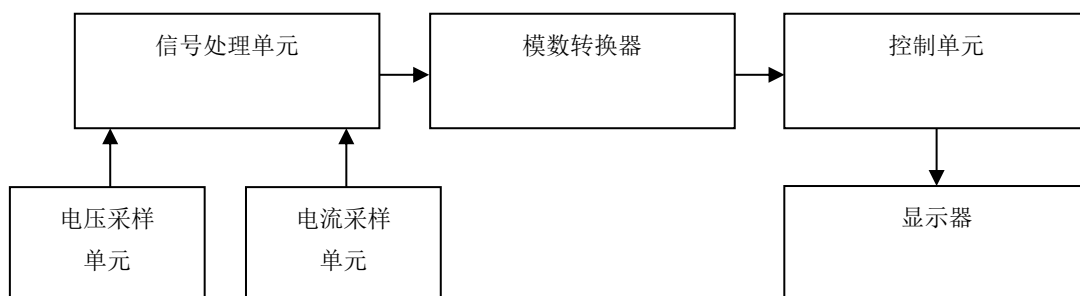 信号处理单元
模数转换器
控制单元
电压采样
单元
电流采样
单元
显示器